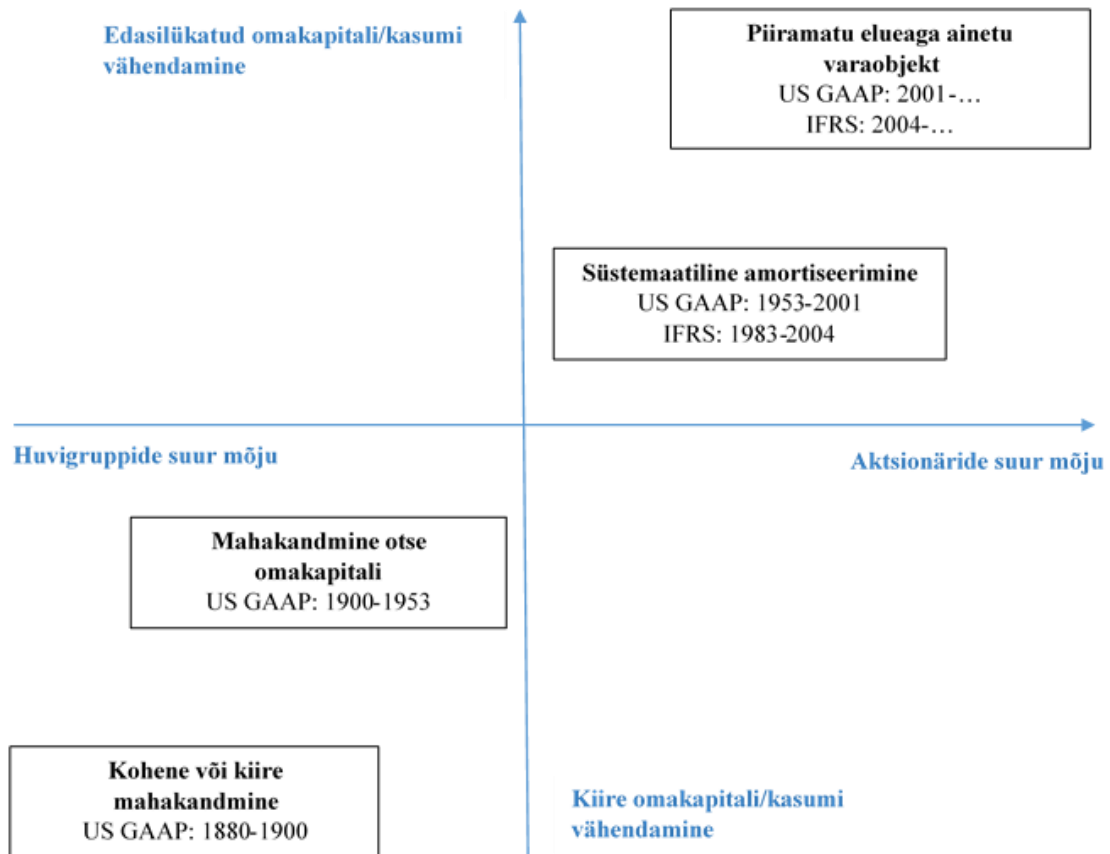 Edasilükatud omakapitali/kasumi
vähendamine
Piiramatu elueaga ainetu
varaobjekt
US GAAP: 2001-…
IFRS: 2004-…
Süstemaatiline amortiseerimine
US GAAP: 1953-2001
IFRS: 1983-2004
Huvigruppide suur mõju
Aktsionäride suur mõju
Mahakandmine otse
omakapitali
US GAAP: 1900-1953
Kohene või kiire
mahakandmine
US GAAP: 1880-1900
Kiire omakapitali/kasumi
vähendamine